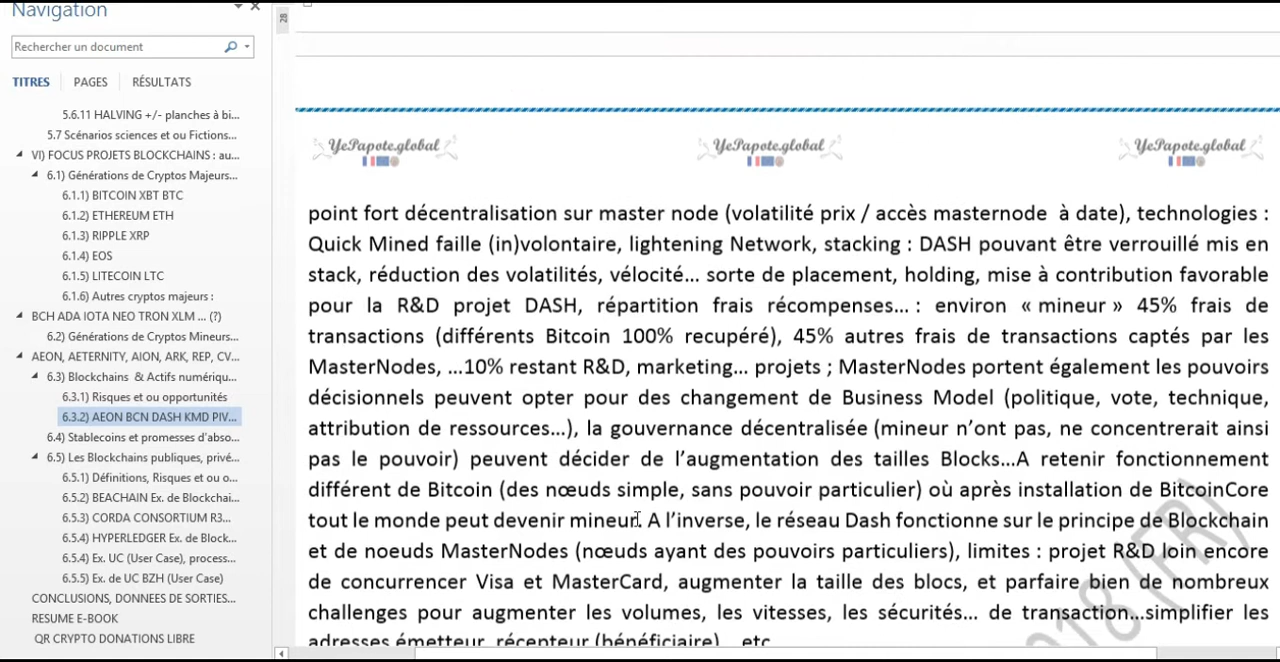 Navigation
Rechercher un document
TITRES PAGES RÉSULTATS
5.6.11 HALVING +/- planches à bi...
5.7 Scénarios sciences et ou Fictions...
VI) FOCUS PROJETS BLOCKCHAINS : au...
6.1) Générations de Cryptos Majeurs...
6.1.1) BITCOIN XBT BTC
6.1.2) ETHEREUM ETH
6.1.3) RIPPLE XRP
6.1.4) EOS
6.1.5) LITECOIN LTC
6.1.6) Autres cryptos majeurs :
BCH ADA IOTA NEO TRON XLM ... (?)
6.2) Générations de Cryptos Mineurs...
AEON, AETERNITY, AION, ARK, REP, CV...
6.3) Blockchains & Actifs numériqu...
6.3.1) Risques et ou opportunités
6.3.2) AEON BCN DASH KMD PIV...
6.4) Stablecoins et promesses d'abso...
6.5) Les Blockchains publiques, privé...
6.5.1) Définitions, Risques et ou o...
6.5.2) BEACHAIN Ex. de Blockchai...
6.5.3) CORDA CONSORTIUM R3...
6.5.4) HYPERLEDGER Ex. de Block...
6.5.4) Ex. UC (User Case), process...
6.5.5) Ex. de UC BZH (User Case)
CONCLUSIONS, DONNEES DE SORTIES...
RESUME E-BOOK
QR CRYPTO DONATIONS LIBRE
28
YePapote.global YePapote.global YePapote.global
point fort décentralisation sur master node (volatilité prix / accès masternode à date), technologies :
Quick Mined faille (in)volontaire, lightening Network, stacking : DASH pouvant être verrouillé mis en
stack, réduction des volatilités, vélocité... sorte de placement, holding, mise à contribution favorable
pour la R&D projet DASH, répartition frais récompenses... : environ « mineur » 45% frais de
transactions (différents Bitcoin 100% recupéré), 45% autres frais de transactions captés par les
MasterNodes, ...10% restant R&D, marketing... projets ; MasterNodes portent également les pouvoirs
décisionnels peuvent opter pour des changement de Business Model (politique, vote, technique,
attribution de ressources...), la gouvernance décentralisée (mineur n'ont pas, ne concentrerait ainsi
pas le pouvoir) peuvent décider de l'augmentation des tailles Blocks...A retenir fonctionnement
différent de Bitcoin (des nœuds simple, sans pouvoir particulier) où après installation de BitcoinCore
tout le monde peut devenir mineur. A l'inverse, le réseau Dash fonctionne sur le principe de Blockchain
et de noeuds MasterNodes (nœuds ayant des pouvoirs particuliers), limites : projet R&D loin encore
de concurrencer Visa et MasterCard, augmenter la taille des blocs, et parfaire bien de nombreux
challenges pour augmenter les volumes, les vitesses, les sécurités... de transaction...simplifier les
adresses émetteur, récepteur (bénéficiaire)... etc
2018 (FR)